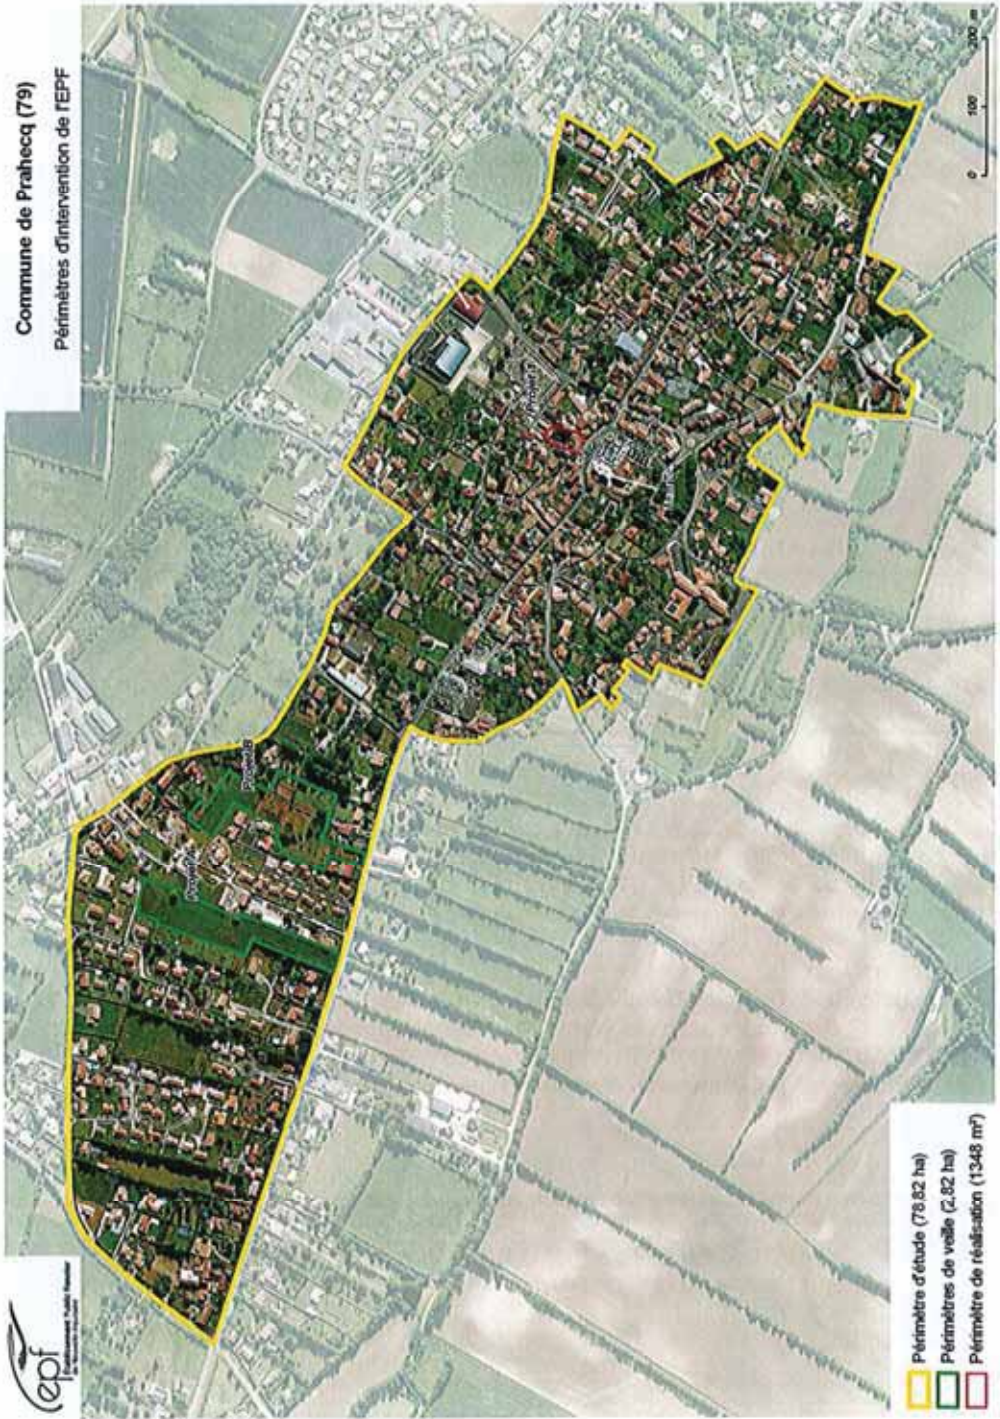 Commune de Prahecq (79)
Périmètres d'intervention de l'EPF
epf
Périmètre d'étude (78,82 ha)
Périmètres de veille (2,82 ha)
Périmètre de réalisation (1348 m²)
0 100 200 m